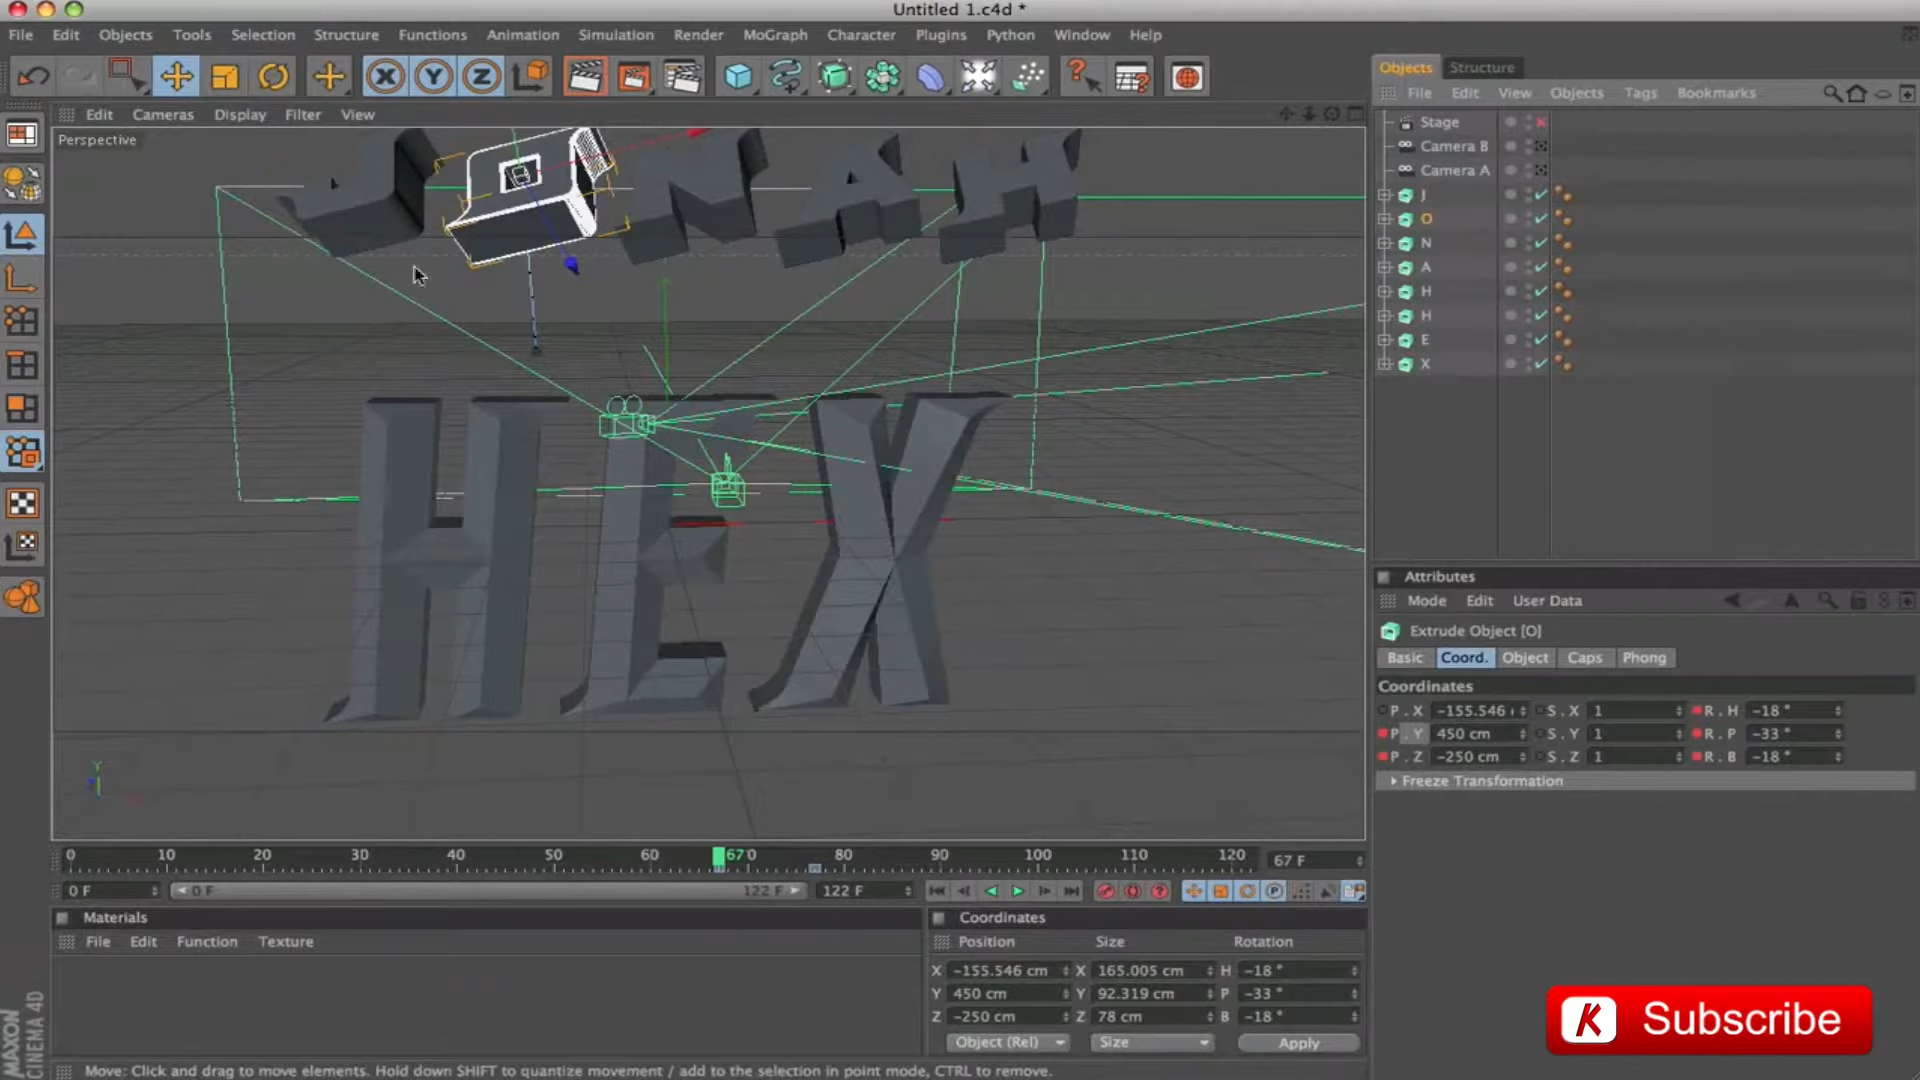 Untitled 1.c4d *
File Edit Objects Tools Selection Structure Functions Animation Simulation Render MoGraph Character Plugins Python Window Help
X Y Z
Objects Structure
File Edit View Objects Tags Bookmarks
Edit Cameras Display Filter View
Perspective
Stage
Camera B
Camera A
J
O
N
A
H
H
E
X
JONAH
HEX
Y
Attributes
Mode Edit User Data
Extrude Object [O]
Basic Coord. Object Caps Phong
Coordinates
P . X -155.546 S . X 1 R . H -18 °
P . Y 450 cm S . Y 1 R . P -33 °
P . Z -250 cm S . Z 1 R . B -18 °
Freeze Transformation
0 10 20 30 40 50 60 670 80 90 100 110 120 67 F
0 F 0 F 122 F 122 F
Materials
File Edit Function Texture
Coordinates
Position Size Rotation
X -155.546 cm X 165.005 cm H -18 °
Y 450 cm Y 92.319 cm P -33 °
Z -250 cm Z 78 cm B -18 °
Object (Rel) Size Apply
MAXON
CINEMA 4D
K Subscribe
Move: Click and drag to move elements. Hold down SHIFT to quantize movement / add to the selection in point mode, CTRL to remove.